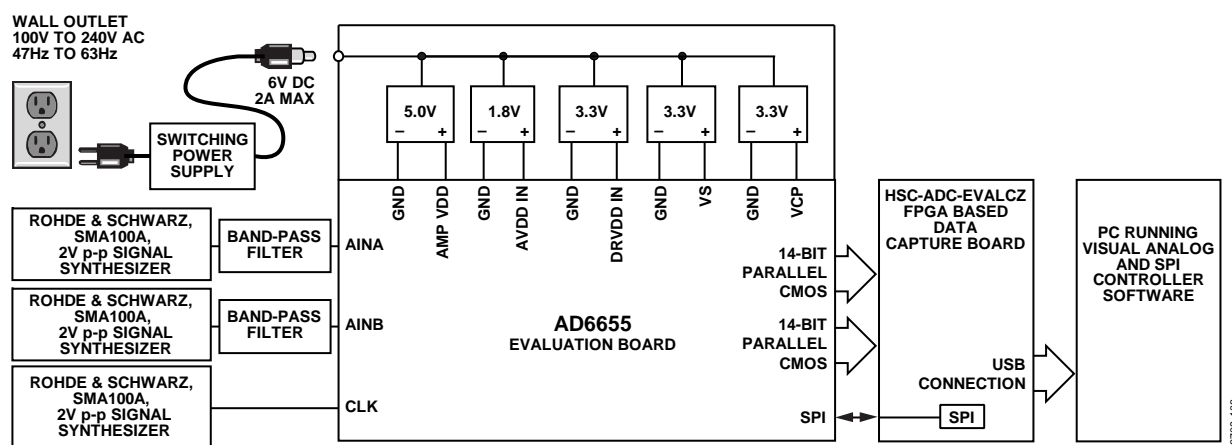 WALL OUTLET
100V TO 240V AC
47Hz TO 63Hz
6V DC
2A MAX
SWITCHING
POWER
SUPPLY
5.0V
– +
1.8V
– +
3.3V
– +
3.3V
– +
3.3V
– +
GND
AMP VDD
GND
AVDD IN
GND
DRVDD IN
GND
VS
GND
VCP
ROHDE & SCHWARZ,
SMA100A,
2V p-p SIGNAL
SYNTHESIZER
BAND-PASS
FILTER
AINA
ROHDE & SCHWARZ,
SMA100A,
2V p-p SIGNAL
SYNTHESIZER
BAND-PASS
FILTER
AINB
ROHDE & SCHWARZ,
SMA100A,
2V p-p SIGNAL
SYNTHESIZER
CLK
AD6655
EVALUATION BOARD
14-BIT
PARALLEL
CMOS
14-BIT
PARALLEL
CMOS
SPI
HSC-ADC-EVALCZ
FPGA BASED
DATA
CAPTURE BOARD
USB
CONNECTION
SPI
PC RUNNING
VISUAL ANALOG
AND SPI
CONTROLLER
SOFTWARE